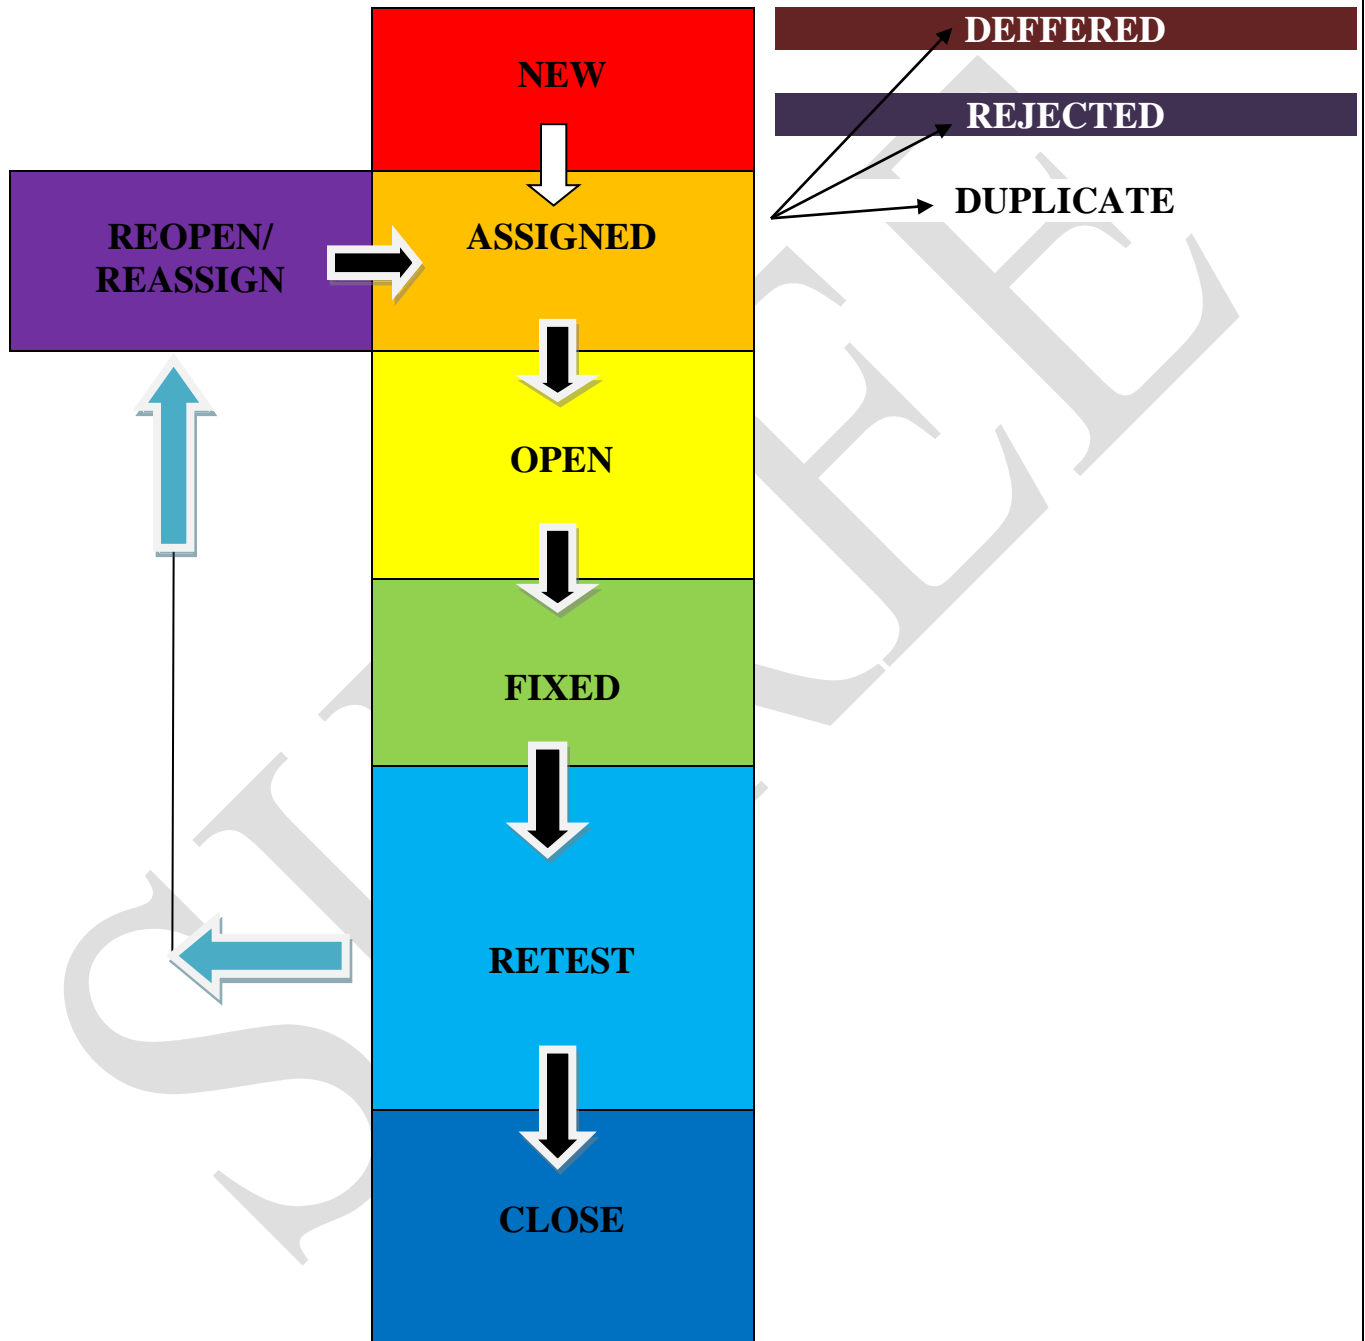 NEW
DEFFERED
REJECTED
DUPLICATE
REOPEN/
REASSIGN
ASSIGNED
OPEN
FIXED
RETEST
CLOSE